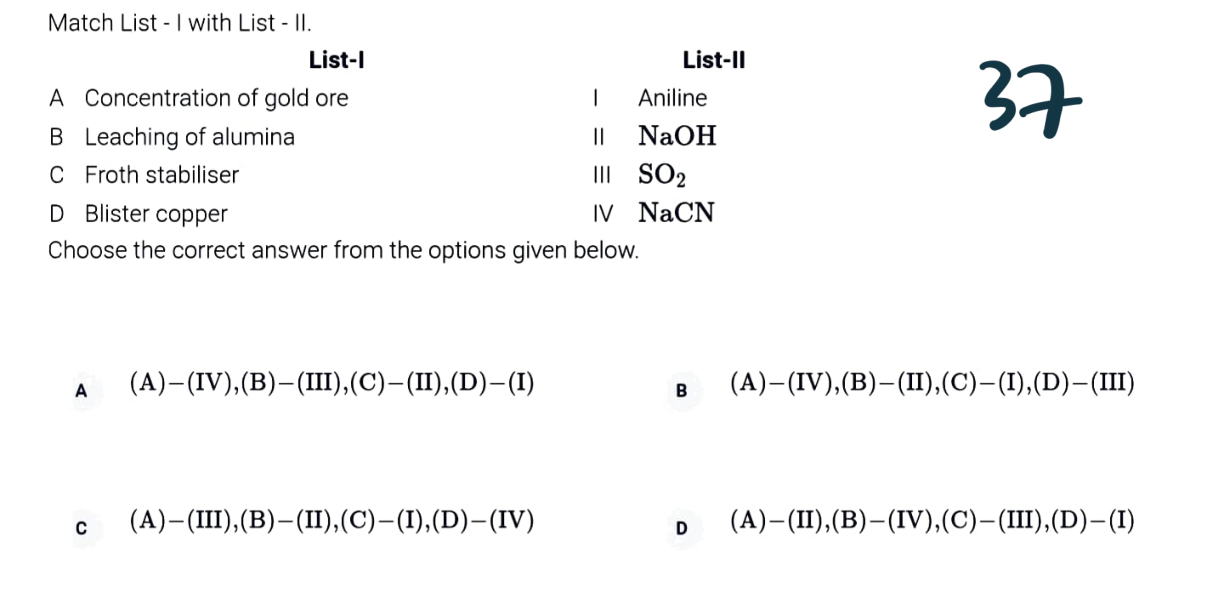 Match List - I with List - II.
List-I List-II
A Concentration of gold ore I Aniline
37
B Leaching of alumina II NaOH
C Froth stabiliser III SO₂
D Blister copper IV NaCN
Choose the correct answer from the options given below.
A (A)−(IV),(B)−(III),(C)−(II),(D)−(I) B (A)−(IV),(B)−(II),(C)−(I),(D)−(III)
C (A)−(III),(B)−(II),(C)−(I),(D)−(IV) D (A)−(II),(B)−(IV),(C)−(III),(D)−(I)